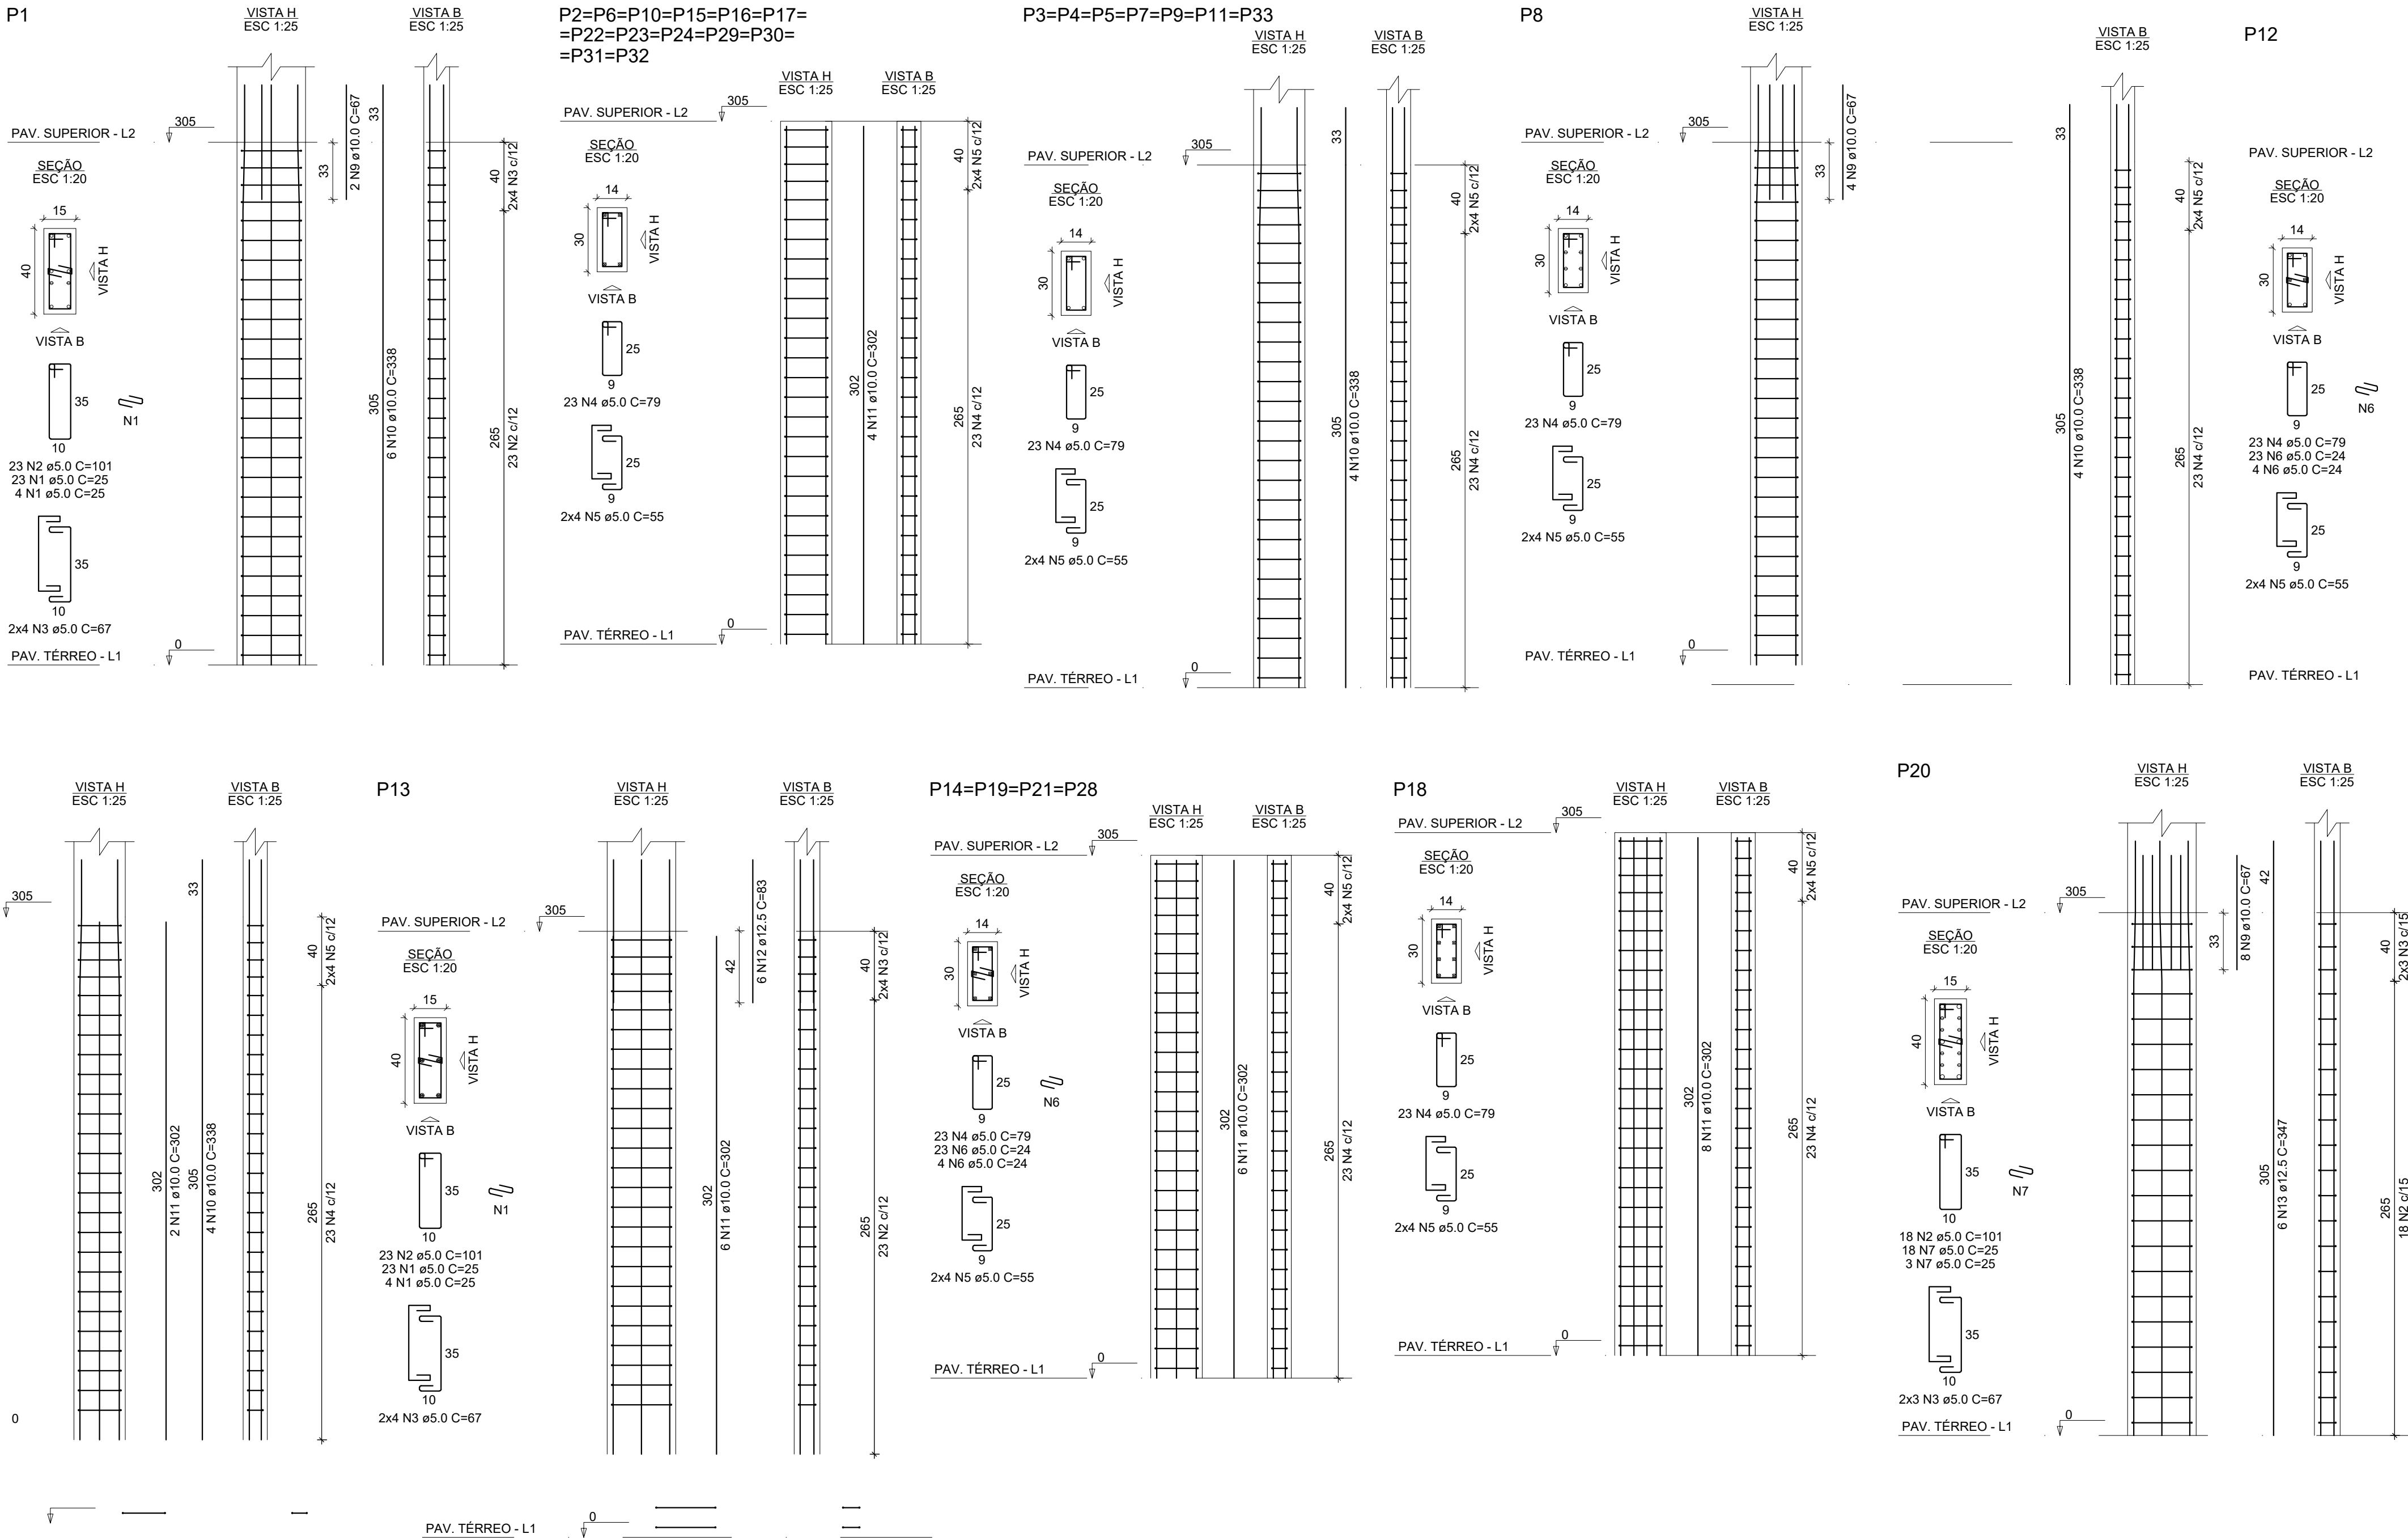 P1
VISTA H
ESC 1:25
VISTA B
ESC 1:25
PAV. SUPERIOR - L2
305
SEÇÃO
ESC 1:20
15
40
VISTA H
VISTA B
35
10
N1
23 N2 ø5.0 C=101
23 N1 ø5.0 C=25
4 N1 ø5.0 C=25
35
10
2x4 N3 ø5.0 C=67
PAV. TÉRREO - L1
0
33
2 N9 ø10.0 C=67
33
305
6 N10 ø10.0 C=338
40
2x4 N3 c/12
265
23 N2 c/12
P2=P6=P10=P15=P16=P17=
=P22=P23=P24=P29=P30=
=P31=P32
VISTA H
ESC 1:25
VISTA B
ESC 1:25
PAV. SUPERIOR - L2
305
SEÇÃO
ESC 1:20
14
30
VISTA H
VISTA B
25
9
23 N4 ø5.0 C=79
25
9
2x4 N5 ø5.0 C=55
PAV. TÉRREO - L1
0
302
4 N11 ø10.0 C=302
40
2x4 N5 c/12
265
23 N4 c/12
P3=P4=P5=P7=P9=P11=P33
VISTA H
ESC 1:25
VISTA B
ESC 1:25
PAV. SUPERIOR - L2
305
SEÇÃO
ESC 1:20
14
30
VISTA H
VISTA B
25
9
23 N4 ø5.0 C=79
25
9
2x4 N5 ø5.0 C=55
PAV. TÉRREO - L1
0
33
305
4 N10 ø10.0 C=338
40
2x4 N5 c/12
265
23 N4 c/12
P8
VISTA H
ESC 1:25
VISTA B
ESC 1:25
PAV. SUPERIOR - L2
305
SEÇÃO
ESC 1:20
14
30
VISTA H
VISTA B
25
9
23 N4 ø5.0 C=79
25
9
2x4 N5 ø5.0 C=55
PAV. TÉRREO - L1
0
33
4 N9 ø10.0 C=67
33
305
4 N10 ø10.0 C=338
40
2x4 N5 c/12
265
23 N4 c/12
P12
PAV. SUPERIOR - L2
SEÇÃO
ESC 1:20
14
30
VISTA H
VISTA B
25
9
N6
23 N4 ø5.0 C=79
23 N6 ø5.0 C=24
4 N6 ø5.0 C=24
25
9
2x4 N5 ø5.0 C=55
PAV. TÉRREO - L1
VISTA H
ESC 1:25
VISTA B
ESC 1:25
305
0
302
2 N11 ø10.0 C=302
33
305
4 N10 ø10.0 C=338
40
2x4 N5 c/12
265
23 N4 c/12
P13
VISTA H
ESC 1:25
VISTA B
ESC 1:25
PAV. SUPERIOR - L2
305
SEÇÃO
ESC 1:20
15
40
VISTA H
VISTA B
35
10
N1
23 N2 ø5.0 C=101
23 N1 ø5.0 C=25
4 N1 ø5.0 C=25
35
10
2x4 N3 ø5.0 C=67
42
6 N12 ø12.5 C=83
302
6 N11 ø10.0 C=302
40
2x4 N3 c/12
265
23 N2 c/12
PAV. TÉRREO - L1
0
P14=P19=P21=P28
VISTA H
ESC 1:25
VISTA B
ESC 1:25
PAV. SUPERIOR - L2
305
SEÇÃO
ESC 1:20
14
30
VISTA H
VISTA B
25
9
N6
23 N4 ø5.0 C=79
23 N6 ø5.0 C=24
4 N6 ø5.0 C=24
25
9
2x4 N5 ø5.0 C=55
PAV. TÉRREO - L1
0
302
6 N11 ø10.0 C=302
40
2x4 N5 c/12
265
23 N4 c/12
P18
VISTA H
ESC 1:25
VISTA B
ESC 1:25
PAV. SUPERIOR - L2
305
SEÇÃO
ESC 1:20
14
30
VISTA H
VISTA B
25
9
23 N4 ø5.0 C=79
25
9
2x4 N5 ø5.0 C=55
PAV. TÉRREO - L1
0
302
8 N11 ø10.0 C=302
40
2x4 N5 c/12
265
23 N4 c/12
P20
VISTA H
ESC 1:25
VISTA B
ESC 1:25
PAV. SUPERIOR - L2
305
SEÇÃO
ESC 1:20
15
40
VISTA H
VISTA B
35
10
N7
18 N2 ø5.0 C=101
18 N7 ø5.0 C=25
3 N7 ø5.0 C=25
35
10
2x3 N3 ø5.0 C=67
PAV. TÉRREO - L1
0
33
8 N9 ø10.0 C=67
42
305
6 N13 ø12.5 C=347
40
2x3 N3 c/15
265
18 N2 c/15